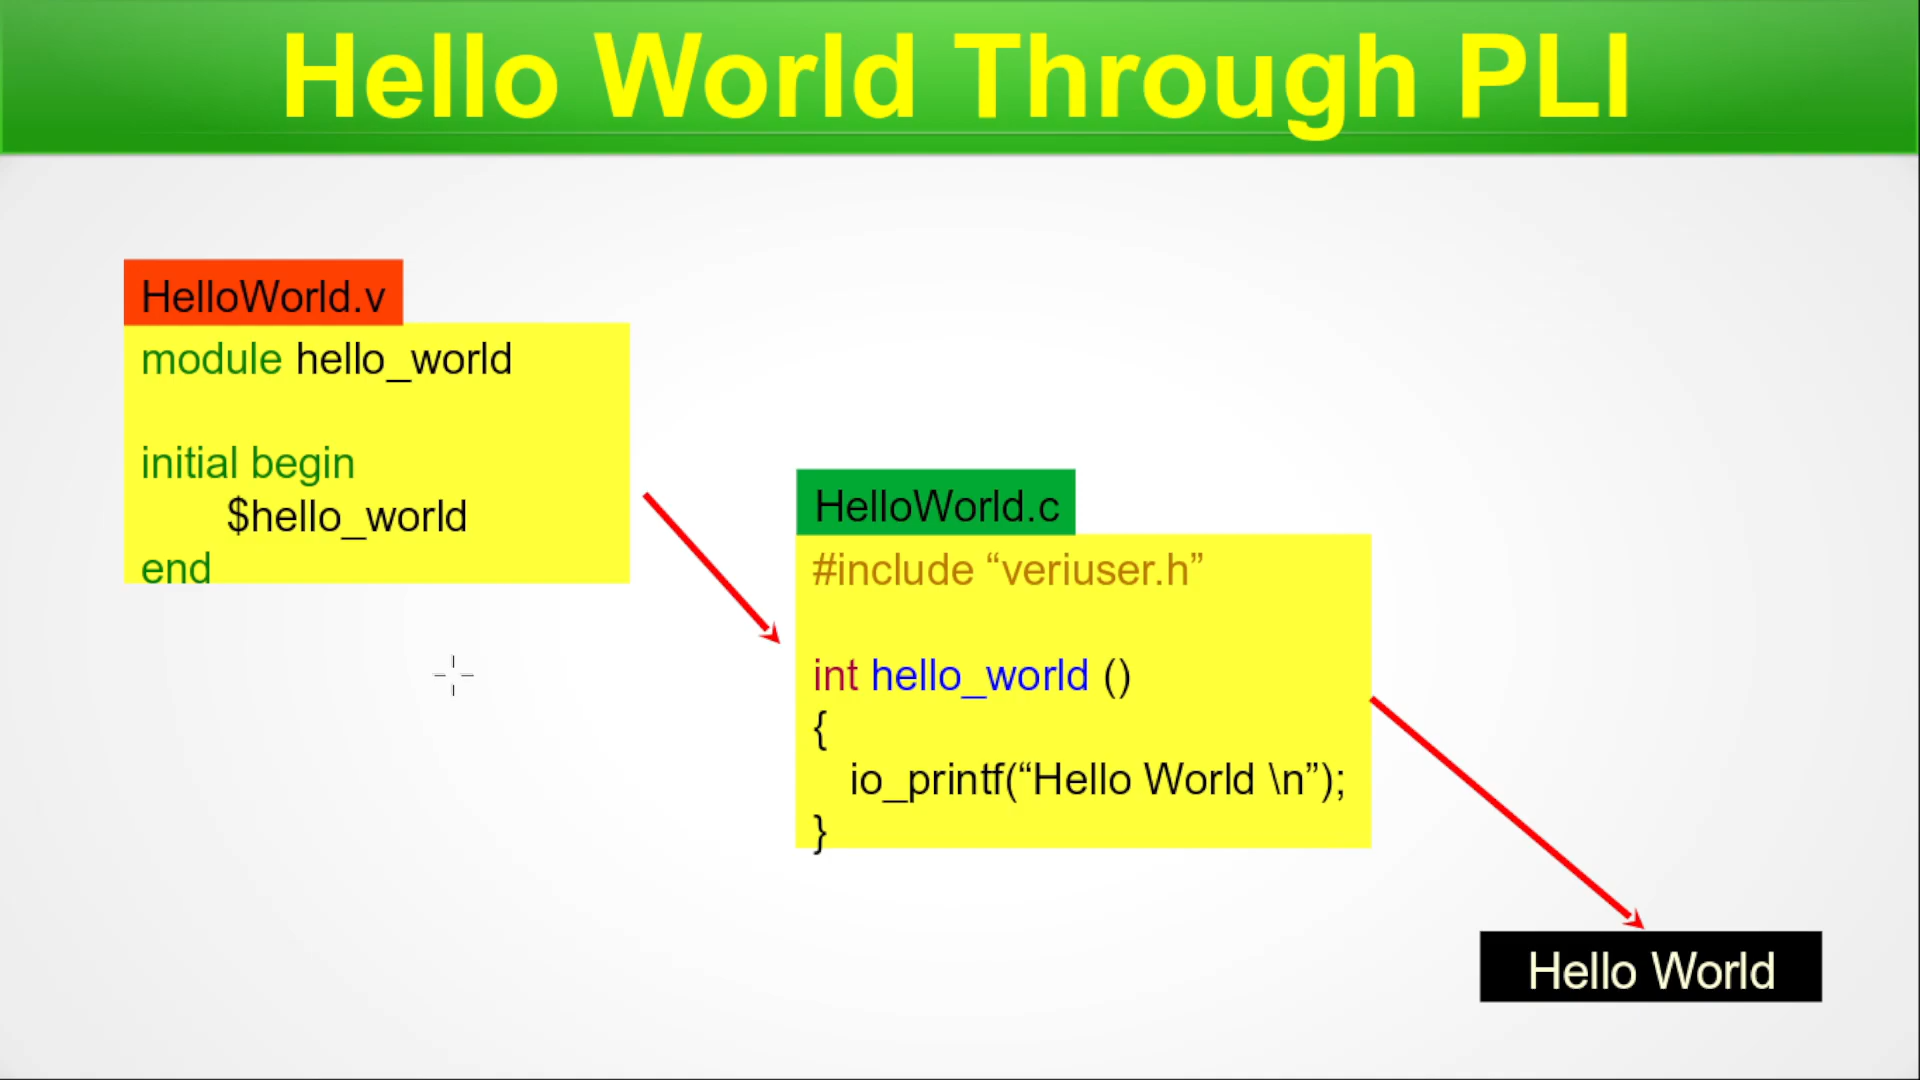 Hello World Through PLI
HelloWorld.v
module hello_world
initial begin
$hello_world
end
HelloWorld.c
#include “veriuser.h”
int hello_world ()
{
io_printf(“Hello World \n”);
}
Hello World